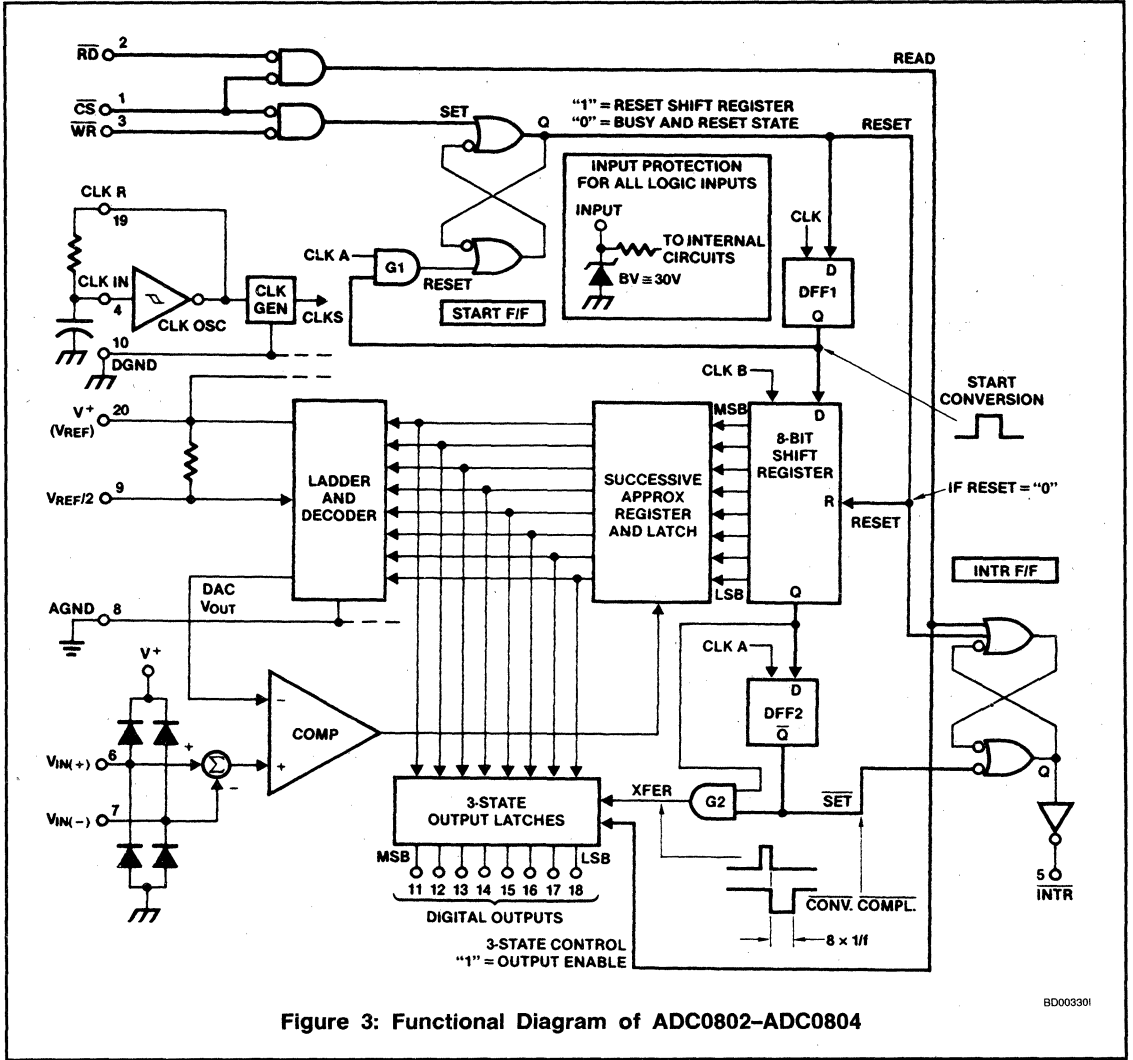 RD
2
READ
CS
1
WR
3
SET
Q
"1" = RESET SHIFT REGISTER
"0" = BUSY AND RESET STATE
RESET
INPUT PROTECTION
FOR ALL LOGIC INPUTS
INPUT
TO INTERNAL
CIRCUITS
BV ≅ 30V
CLK R
19
CLK IN
4
CLK OSC
CLK
GEN
CLKS
CLK A
G1
RESET
START F/F
CLK
D
DFF1
Q
10
DGND
CLK B
START
CONVERSION
V+
20
(VREF)
VREF/2
9
LADDER
AND
DECODER
SUCCESSIVE
APPROX
REGISTER
AND LATCH
MSB
LSB
D
8-BIT
SHIFT
REGISTER
R
Q
RESET
IF RESET = "0"
INTR F/F
DAC
VOUT
AGND
8
V+
CLK A
D
DFF2
Q
COMP
−
+
VIN(+)
6
+
Σ
−
VIN(−)
7
3-STATE
OUTPUT LATCHES
XFER
G2
SET
Q
MSB
LSB
11 12 13 14 15 16 17 18
DIGITAL OUTPUTS
CONV. COMPL.
8 × 1/f
5
INTR
3-STATE CONTROL
"1" = OUTPUT ENABLE
BD00330I
Figure 3: Functional Diagram of ADC0802–ADC0804